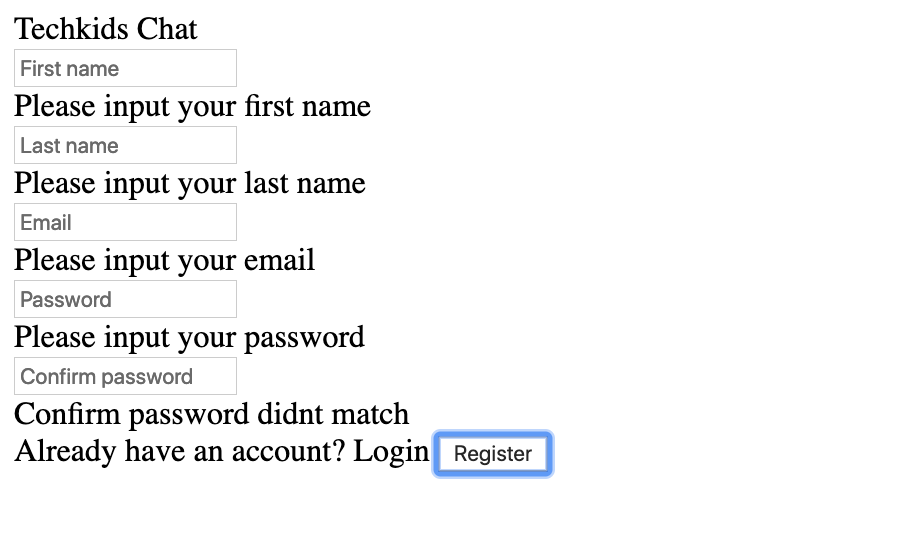 Techkids Chat
First name
Please input your first name
Last name
Please input your last name
Email
Please input your email
Password
Please input your password
Confirm password
Confirm password didnt match
Already have an account? Login Register